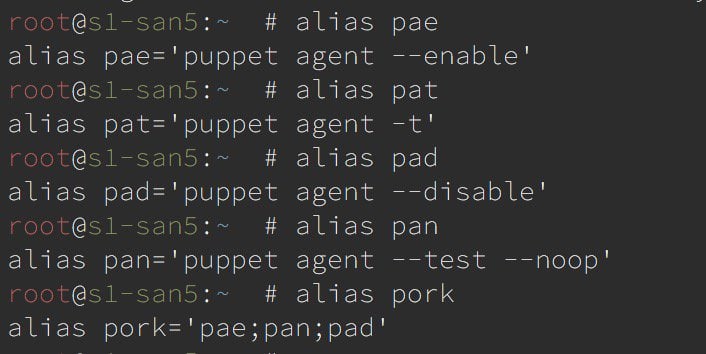 root@s1-san5:~ # alias pae
alias pae='puppet agent --enable'
root@s1-san5:~ # alias pat
alias pat='puppet agent -t'
root@s1-san5:~ # alias pad
alias pad='puppet agent --disable'
root@s1-san5:~ # alias pan
alias pan='puppet agent --test --noop'
root@s1-san5:~ # alias pork
alias pork='pae;pan;pad'